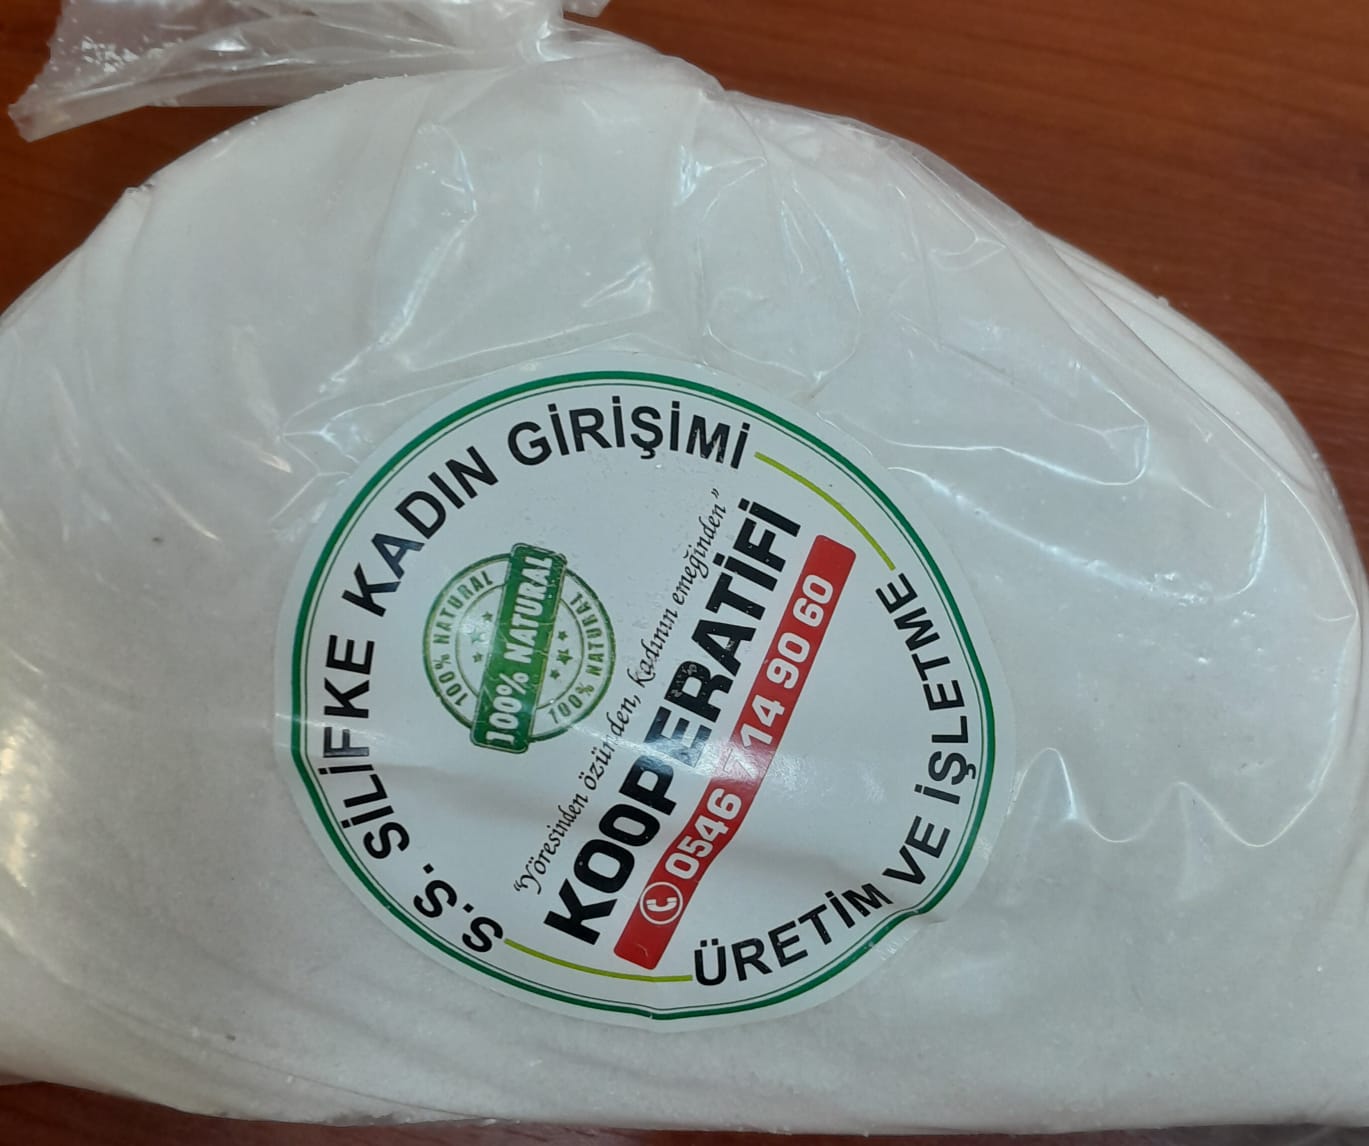 S.S. SİLİFKE KADIN GİRİŞİMİ
100% NATURAL
100% NATURAL
100% NATURAL
“Yöresinden özünden, kadının emeğinden”
KOOPERATİFİ
0546 714 90 60
ÜRETİM VE İŞLETME